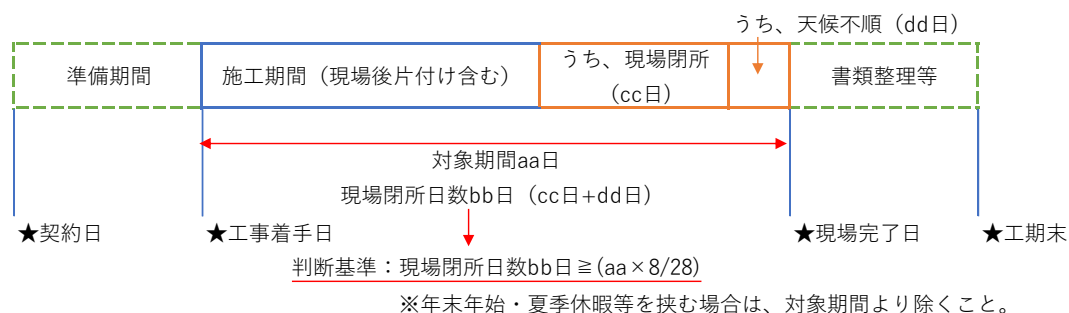 うち、天候不順（dd日）
準備期間
施工期間（現場後片付け含む）
うち、現場閉所
（cc日）
書類整理等
対象期間aa日
現場閉所日数bb日（cc日+dd日）
★契約日
★工事着手日
★現場完了日
★工期末
判断基準：現場閉所日数bb日≧(aa×8/28)
※年末年始・夏季休暇等を挟む場合は、対象期間より除くこと。